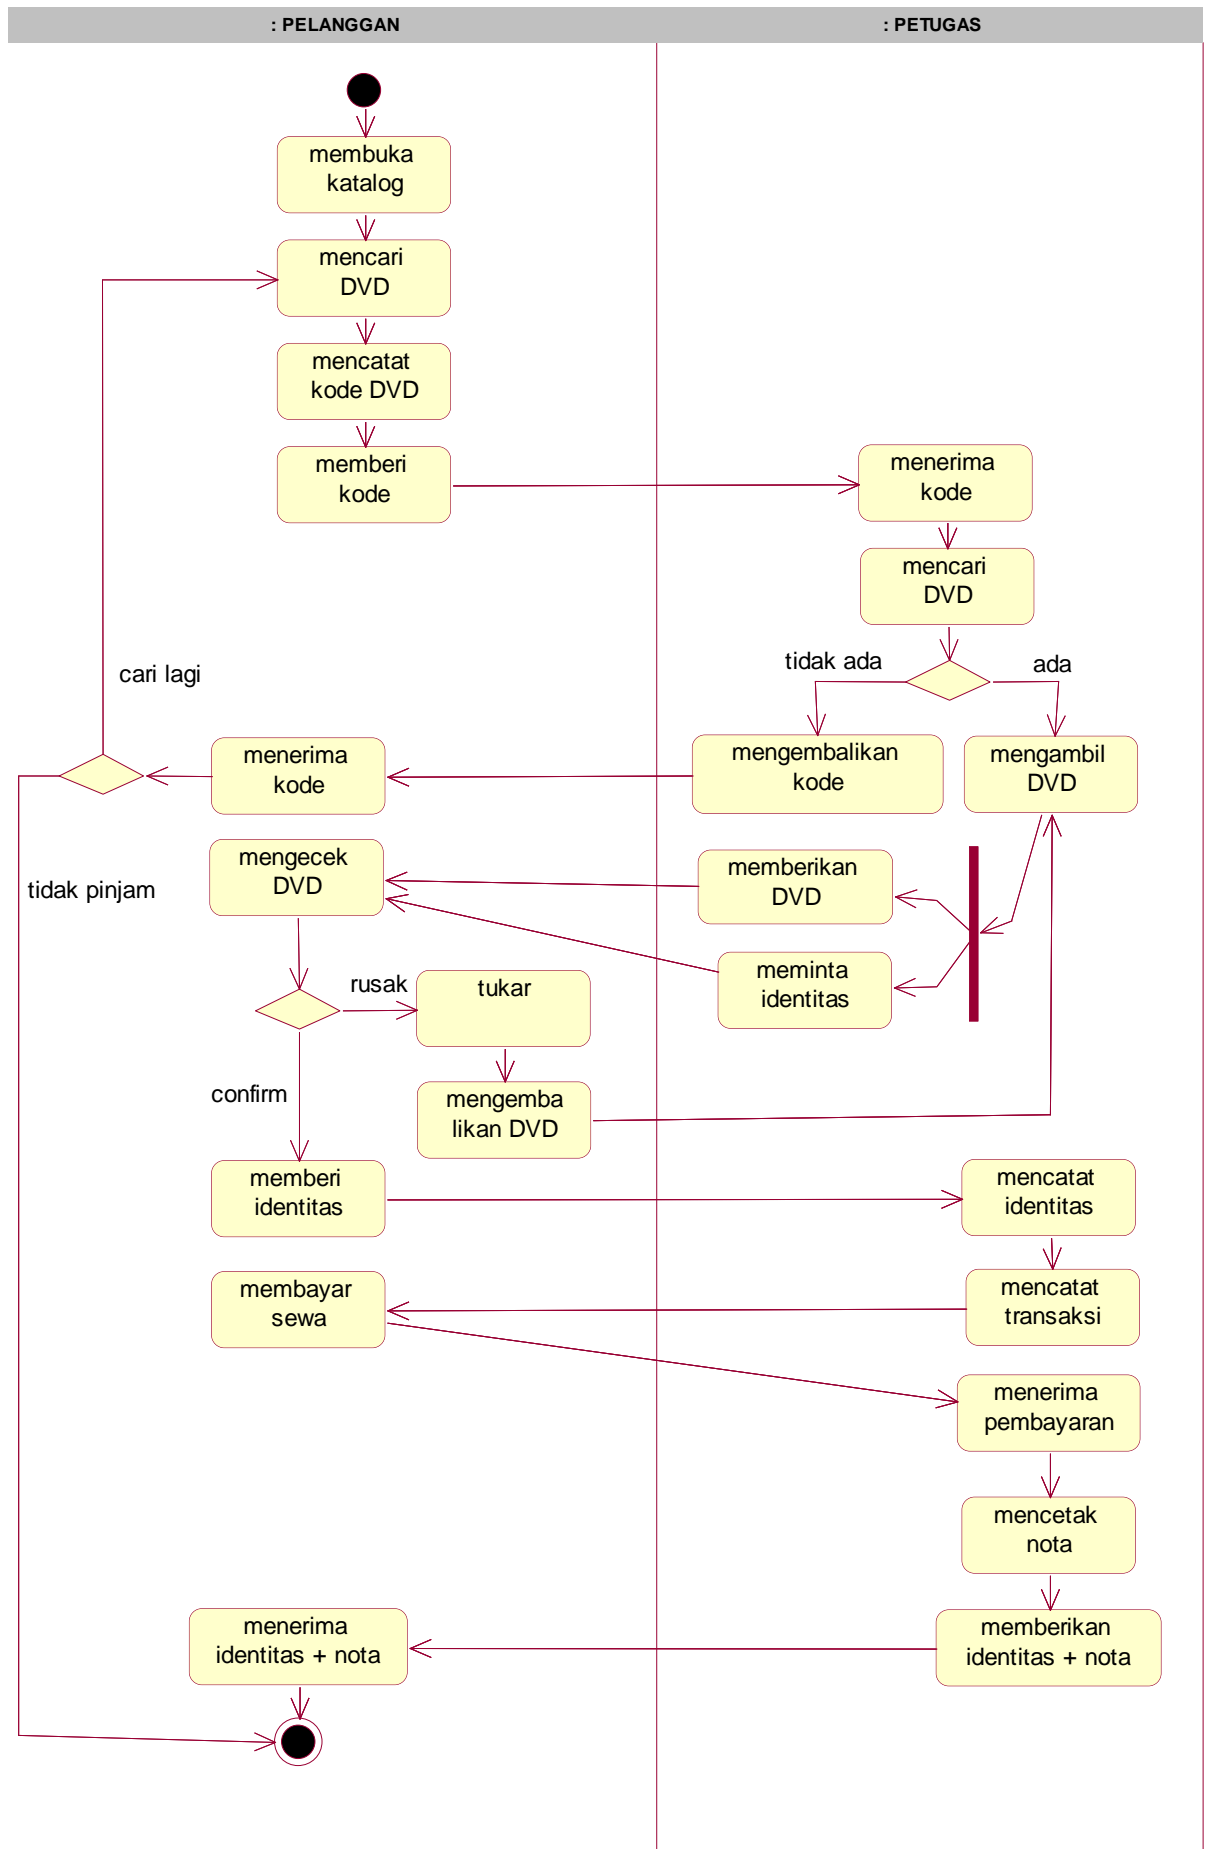 : PELANGGAN
: PETUGAS
membuka
katalog
mencari
DVD
mencatat
kode DVD
memberi
kode
menerima
kode
mencari
DVD
tidak ada
ada
cari lagi
menerima
kode
mengembalikan
kode
mengambil
DVD
tidak pinjam
mengecek
DVD
memberikan
DVD
meminta
identitas
rusak
tukar
confirm
mengemba
likan DVD
memberi
identitas
mencatat
identitas
membayar
sewa
mencatat
transaksi
menerima
pembayaran
mencetak
nota
menerima
identitas + nota
memberikan
identitas + nota